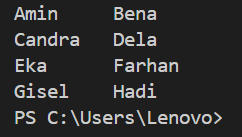 Amin    Bena
Candra  Dela
Eka     Farhan
Gisel   Hadi
PS C:\Users\Lenovo>